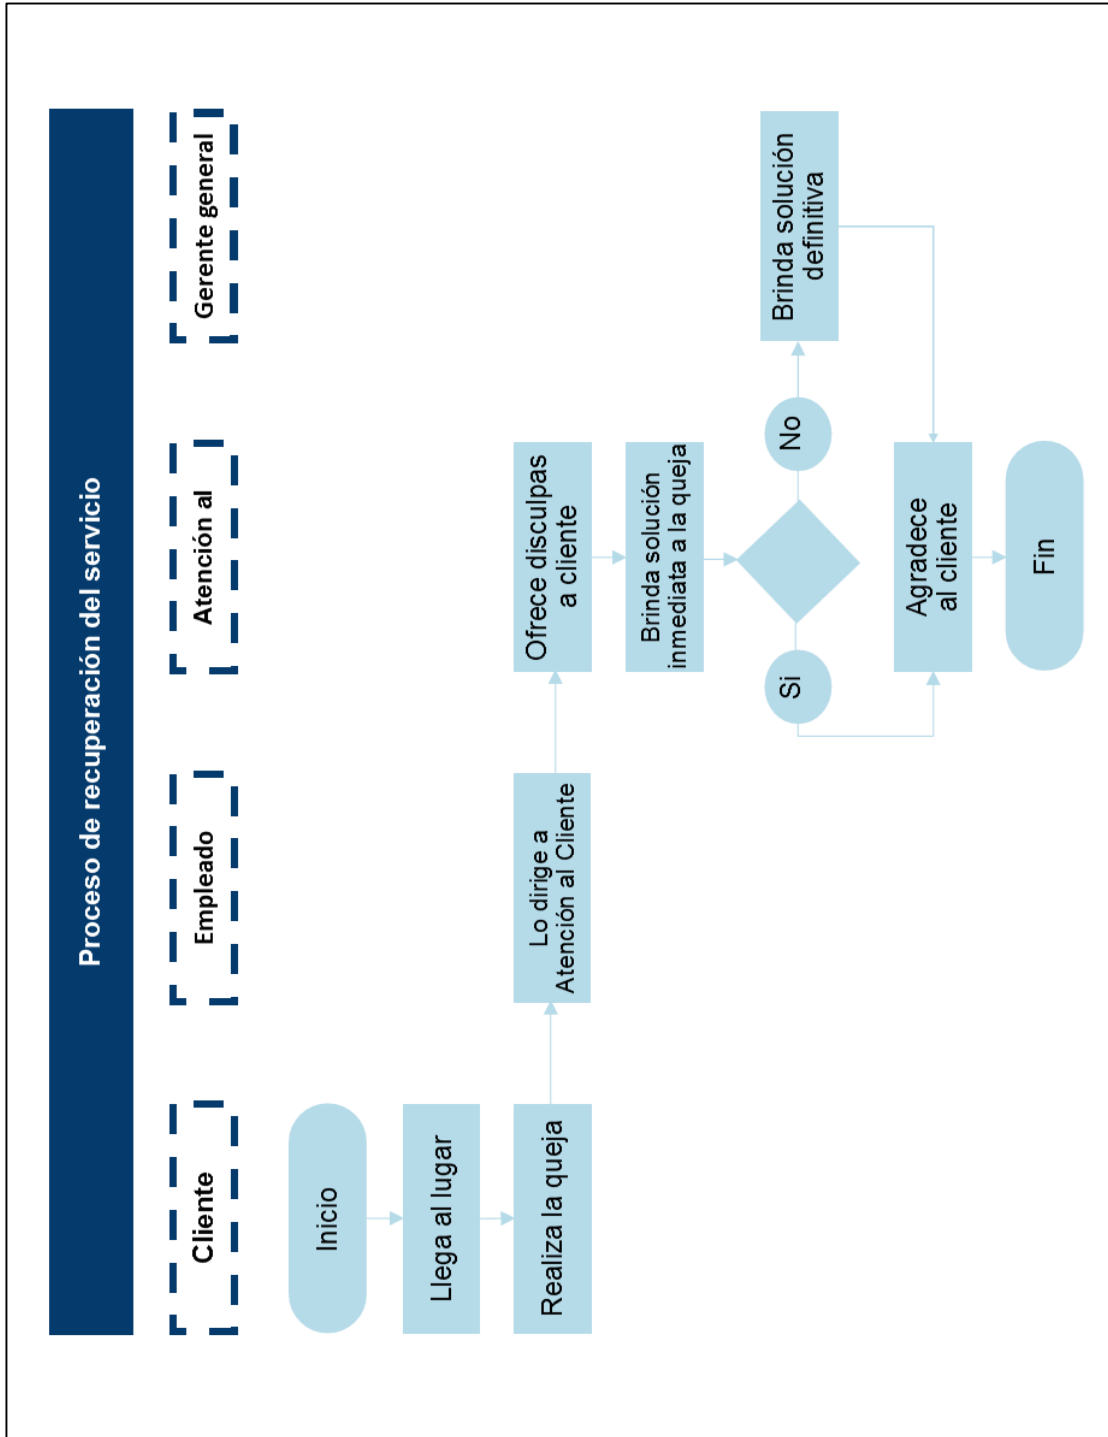 Proceso de recuperación del servicio
Cliente
Empleado
Atención al
Gerente general
Inicio
Llega al lugar
Realiza la queja
Lo dirige a
Atención al Cliente
Ofrece disculpas
a cliente
Brinda solución
inmediata a la queja
Si
No
Brinda solución
definitiva
Agradece
al cliente
Fin